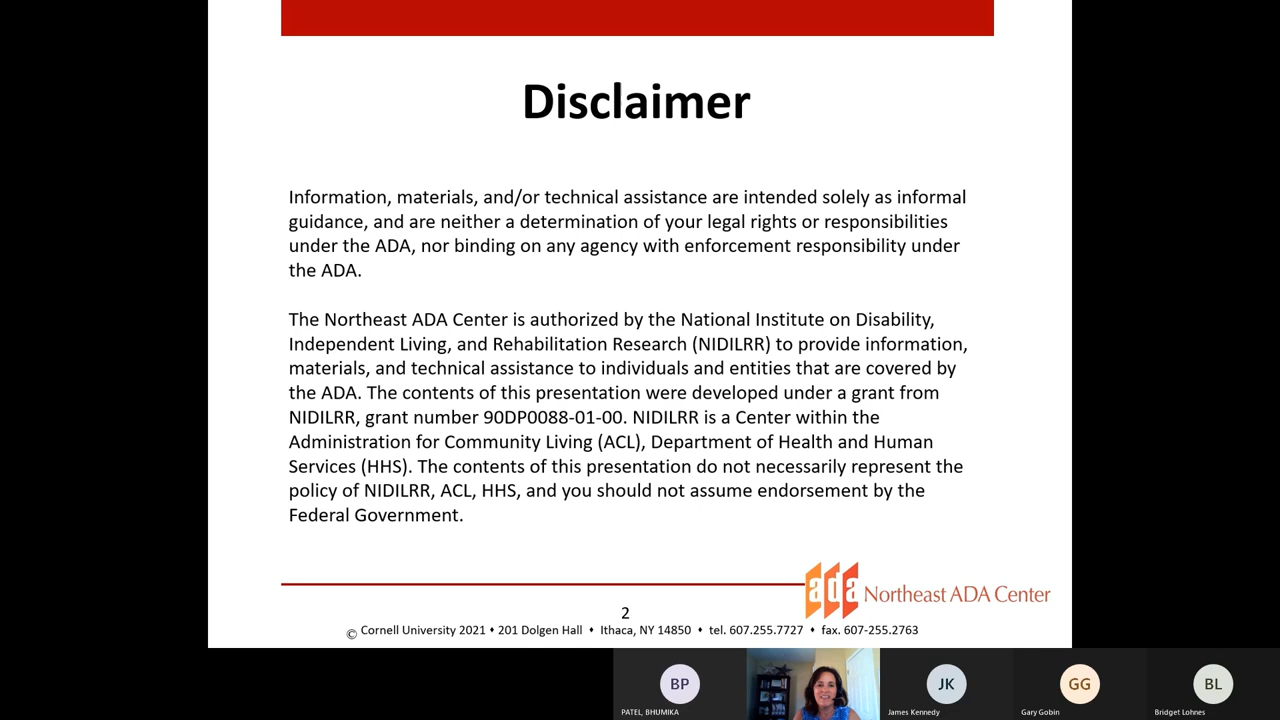 Disclaimer
Information, materials, and/or technical assistance are intended solely as informal
guidance, and are neither a determination of your legal rights or responsibilities
under the ADA, nor binding on any agency with enforcement responsibility under
the ADA.
The Northeast ADA Center is authorized by the National Institute on Disability,
Independent Living, and Rehabilitation Research (NIDILRR) to provide information,
materials, and technical assistance to individuals and entities that are covered by
the ADA. The contents of this presentation were developed under a grant from
NIDILRR, grant number 90DP0088-01-00. NIDILRR is a Center within the
Administration for Community Living (ACL), Department of Health and Human
Services (HHS). The contents of this presentation do not necessarily represent the
policy of NIDILRR, ACL, HHS, and you should not assume endorsement by the
Federal Government.
ada Northeast ADA Center
2
© Cornell University 2021 • 201 Dolgen Hall • Ithaca, NY 14850 • tel. 607.255.7727 • fax. 607-255.2763
BP JK GG BL
PATEL, BHUMIKA James Kennedy Gary Gobin Bridget Lohnes